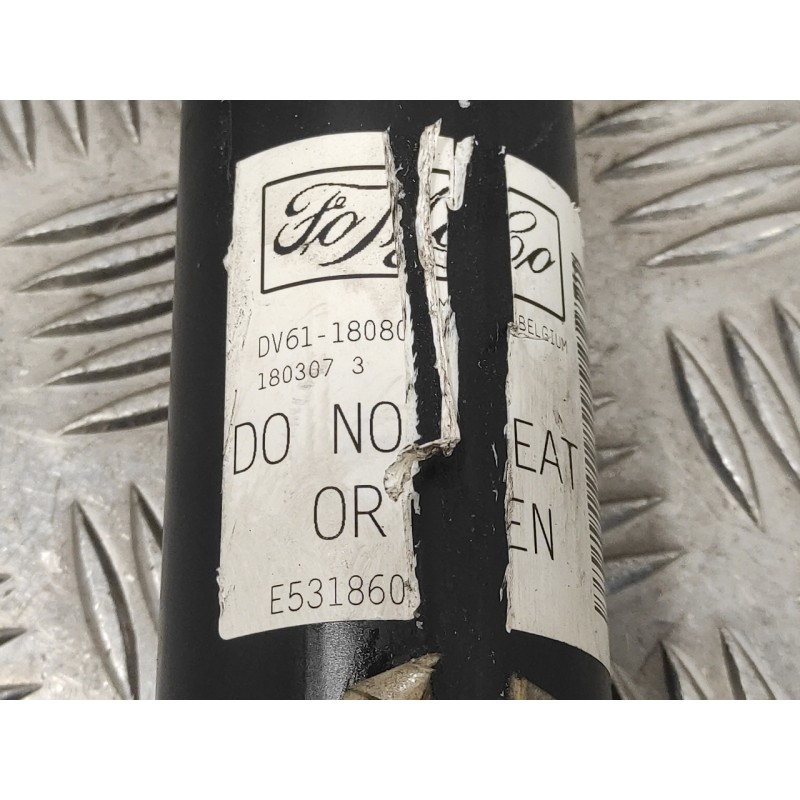 DV61-18080
BELGIUM
180307 3
DO NO EAT
OR EN
E531860